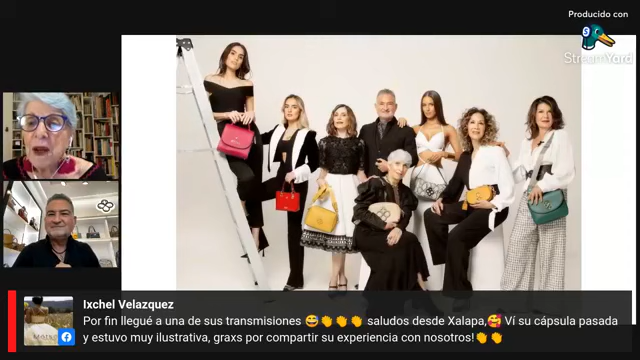 Producido con
StreamYard
Ixchel Velazquez
Por fin llegué a una de sus transmisiones 😅👏👏👏 saludos desde Xalapa,🥰 Ví su cápsula pasada
y estuvo muy ilustrativa, graxs por compartir su experiencia con nosotros!👏👏